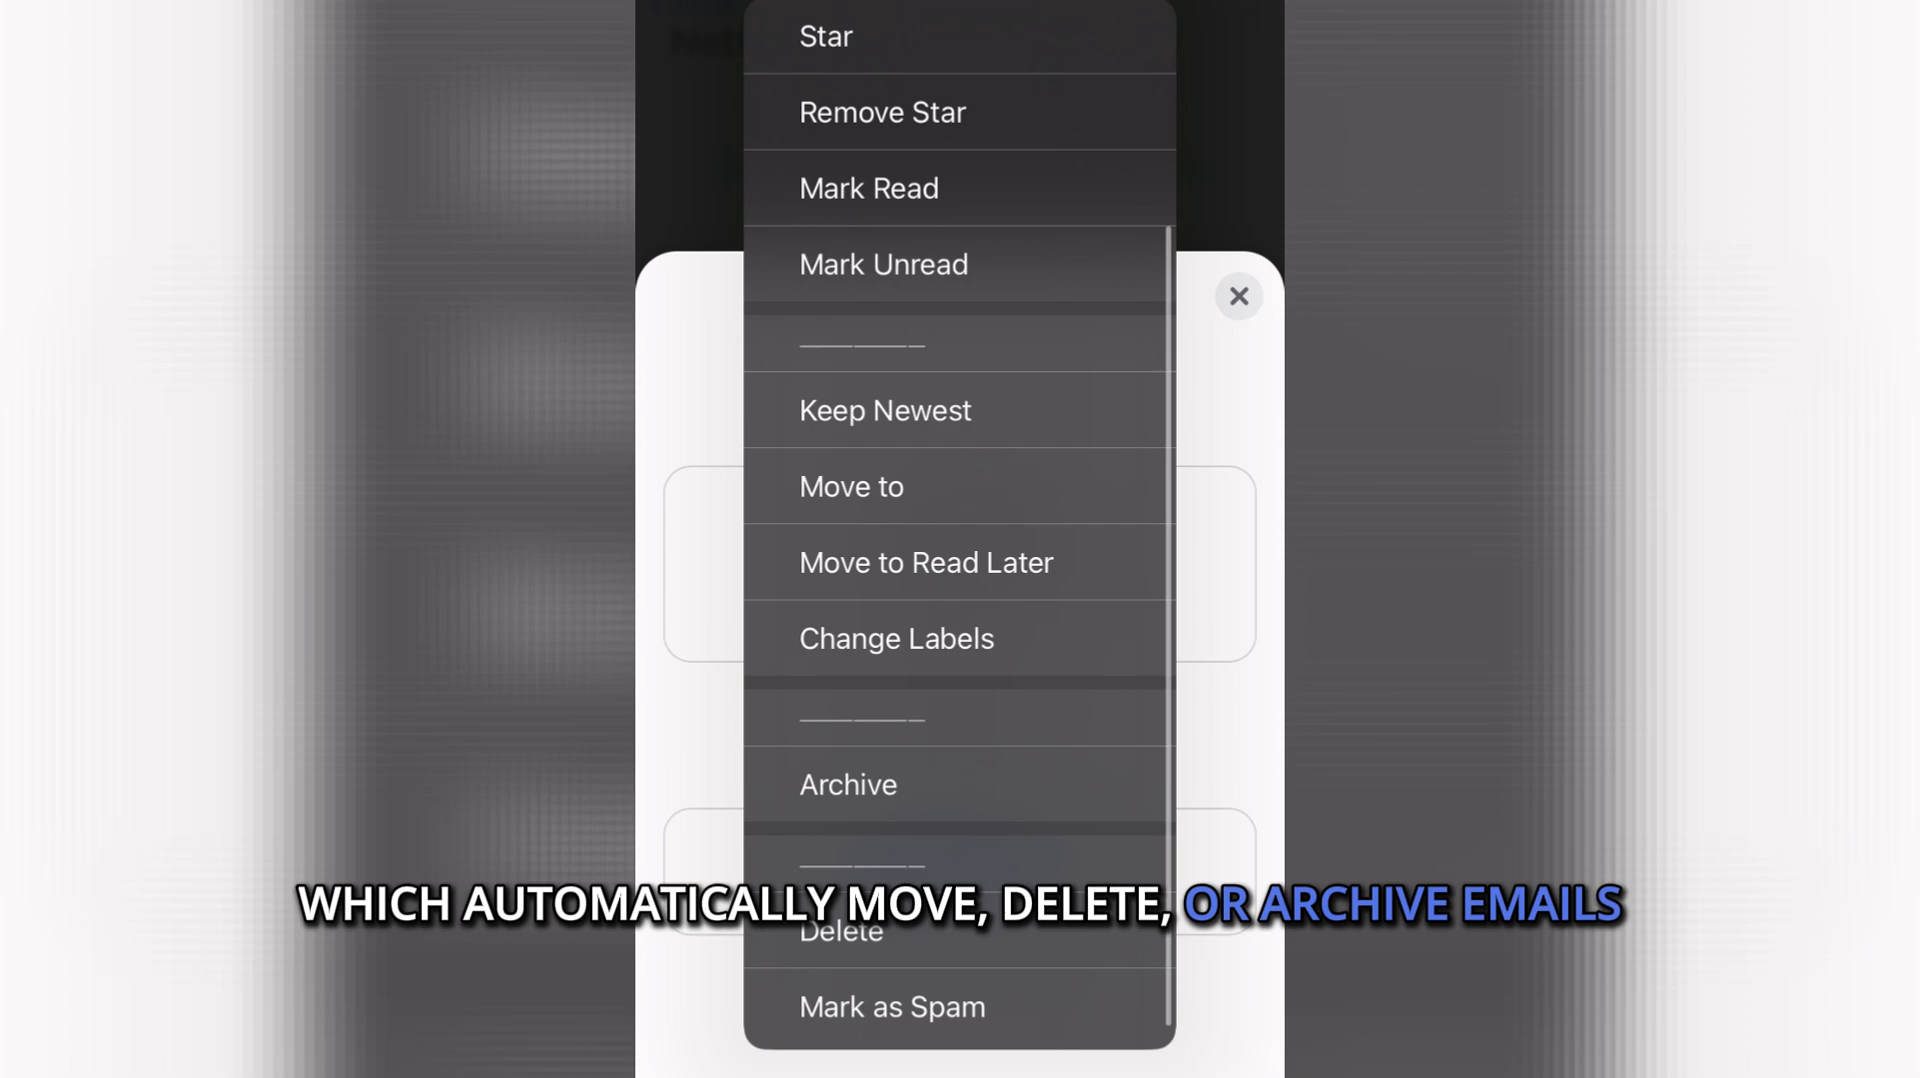 Star
Remove Star
Mark Read
Mark Unread
Keep Newest
Move to
Move to Read Later
Change Labels
Archive
WHICH AUTOMATICALLY MOVE, DELETE, OR ARCHIVE EMAILS
Delete
Mark as Spam